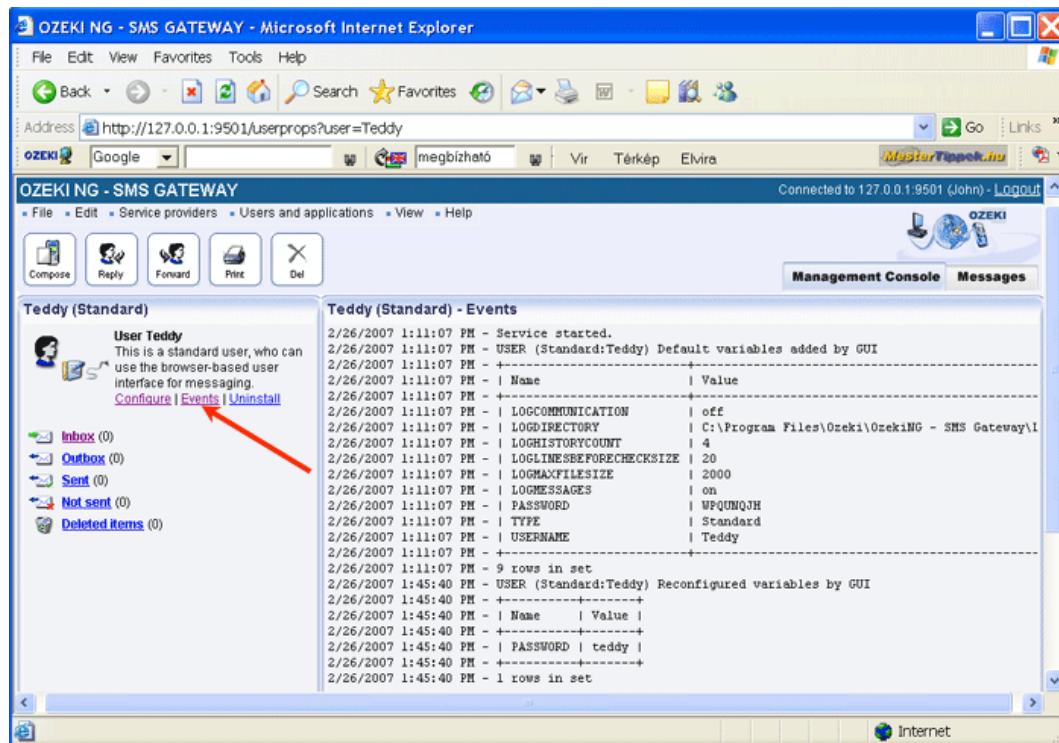 OZEKI NG - SMS GATEWAY - Microsoft Internet Explorer
File Edit View Favorites Tools Help
Back Search Favorites
Address http://127.0.0.1:9501/userprops?user=Teddy Go Links »
OZEKI Google megbízható Vir Térkép Elvira MesterTippek.hu
OZEKI NG - SMS GATEWAY Connected to 127.0.0.1:9501 (John) - Logout
File Edit Service providers Users and applications View Help
OZEKI
Compose Reply Forward Print Del
Management Console Messages
Teddy (Standard)
User Teddy
This is a standard user, who can
use the browser-based user
interface for messaging.
Configure | Events | Uninstall
Inbox (0)
Outbox (0)
Sent (0)
Not sent (0)
Deleted items (0)
Teddy (Standard) - Events
2/26/2007 1:11:07 PM - Service started.
2/26/2007 1:11:07 PM - USER (Standard:Teddy) Default variables added by GUI
2/26/2007 1:11:07 PM - +---------------------------+------------------------------------------------
2/26/2007 1:11:07 PM - | Name | Value
2/26/2007 1:11:07 PM - +---------------------------+------------------------------------------------
2/26/2007 1:11:07 PM - | LOGCOMMUNICATION | off
2/26/2007 1:11:07 PM - | LOGDIRECTORY | C:\Program Files\Ozeki\OzekiNG - SMS Gateway\L
2/26/2007 1:11:07 PM - | LOGHISTORYCOUNT | 4
2/26/2007 1:11:07 PM - | LOGLINESBEFORECHECKSIZE | 20
2/26/2007 1:11:07 PM - | LOGMAXFILESIZE | 2000
2/26/2007 1:11:07 PM - | LOGMESSAGES | on
2/26/2007 1:11:07 PM - | PASSWORD | WPQUNQJH
2/26/2007 1:11:07 PM - | TYPE | Standard
2/26/2007 1:11:07 PM - | USERNAME | Teddy
2/26/2007 1:11:07 PM - +---------------------------+------------------------------------------------
2/26/2007 1:11:07 PM - 9 rows in set
2/26/2007 1:45:40 PM - USER (Standard:Teddy) Reconfigured variables by GUI
2/26/2007 1:45:40 PM - +----------+-------+
2/26/2007 1:45:40 PM - | Name | Value |
2/26/2007 1:45:40 PM - +----------+-------+
2/26/2007 1:45:40 PM - | PASSWORD | teddy |
2/26/2007 1:45:40 PM - +----------+-------+
2/26/2007 1:45:40 PM - 1 rows in set
Internet